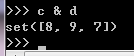 >>> c & d
set([8, 9, 7])
>>>